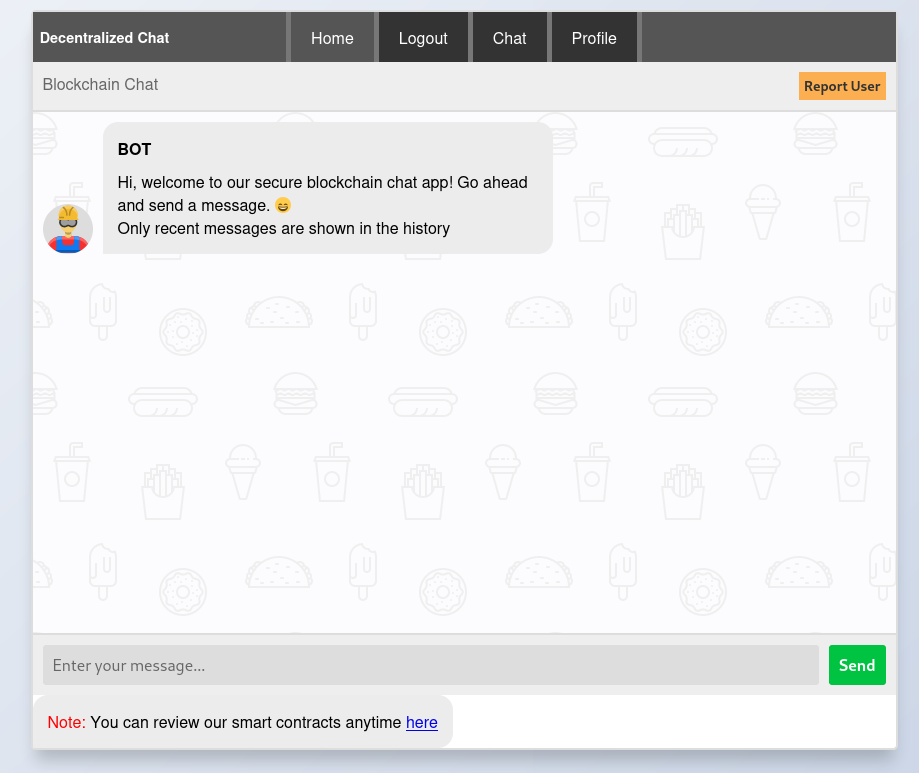 Decentralized Chat
Home
Logout
Chat
Profile
Blockchain Chat
Report User
BOT
Hi, welcome to our secure blockchain chat app! Go ahead
and send a message. 😄
Only recent messages are shown in the history
Enter your message...
Send
Note: You can review our smart contracts anytime here